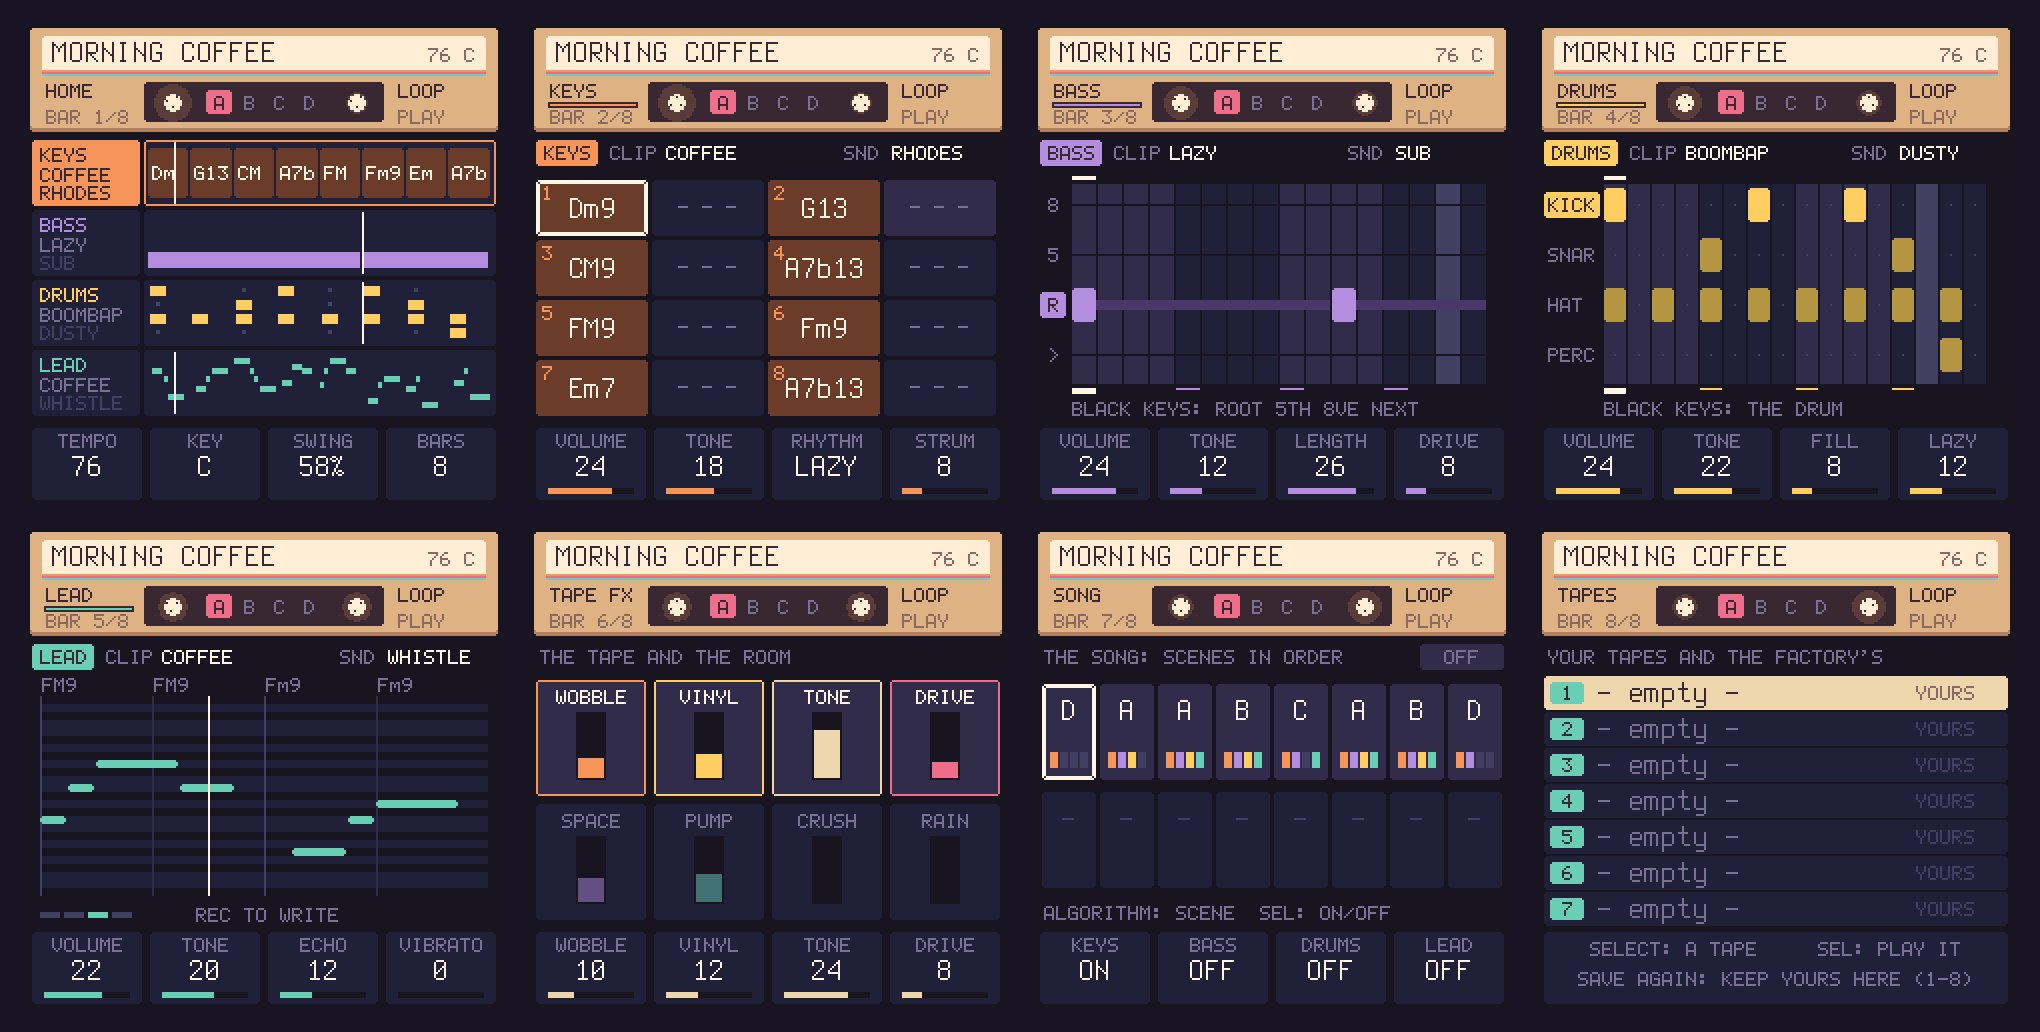 MORNING COFFEE 76 C
HOME A B C D LOOP
BAR 1/8 PLAY
KEYS
COFFEE
RHODES
Dm G13 CM A7b FM Fm9 Em A7b
BASS
LAZY
SUB
DRUMS
BOOMBAP
DUSTY
LEAD
COFFEE
WHISTLE
TEMPO KEY SWING BARS
76 C 58% 8
MORNING COFFEE 76 C
KEYS A B C D LOOP
BAR 2/8 PLAY
KEYS CLIP COFFEE SND RHODES
1 Dm9 --- 2 G13 ---
3 CM9 --- 4 A7b13 ---
5 FM9 --- 6 Fm9 ---
7 Em7 --- 8 A7b13 ---
VOLUME TONE RHYTHM STRUM
24 18 LAZY 8
MORNING COFFEE 76 C
BASS A B C D LOOP
BAR 3/8 PLAY
BASS CLIP LAZY SND SUB
8
5
R
>
BLACK KEYS: ROOT 5TH 8VE NEXT
VOLUME TONE LENGTH DRIVE
24 12 26 8
MORNING COFFEE 76 C
DRUMS A B C D LOOP
BAR 4/8 PLAY
DRUMS CLIP BOOMBAP SND DUSTY
KICK
SNAR
HAT
PERC
BLACK KEYS: THE DRUM
VOLUME TONE FILL LAZY
24 22 8 12
MORNING COFFEE 76 C
LEAD A B C D LOOP
BAR 5/8 PLAY
LEAD CLIP COFFEE SND WHISTLE
FM9 FM9 Fm9 Fm9
REC TO WRITE
VOLUME TONE ECHO VIBRATO
22 20 12 0
MORNING COFFEE 76 C
TAPE FX A B C D LOOP
BAR 6/8 PLAY
THE TAPE AND THE ROOM
WOBBLE VINYL TONE DRIVE
SPACE PUMP CRUSH RAIN
WOBBLE VINYL TONE DRIVE
10 12 24 8
MORNING COFFEE 76 C
SONG A B C D LOOP
BAR 7/8 PLAY
THE SONG: SCENES IN ORDER OFF
D A A B C A B D
- - - - - - - -
ALGORITHM: SCENE SEL: ON/OFF
KEYS BASS DRUMS LEAD
ON OFF OFF OFF
MORNING COFFEE 76 C
TAPES A B C D LOOP
BAR 8/8 PLAY
YOUR TAPES AND THE FACTORY'S
1 - empty - YOURS
2 - empty - YOURS
3 - empty - YOURS
4 - empty - YOURS
5 - empty - YOURS
6 - empty - YOURS
7 - empty - YOURS
SELECT: A TAPE SEL: PLAY IT
SAVE AGAIN: KEEP YOURS HERE (1-8)